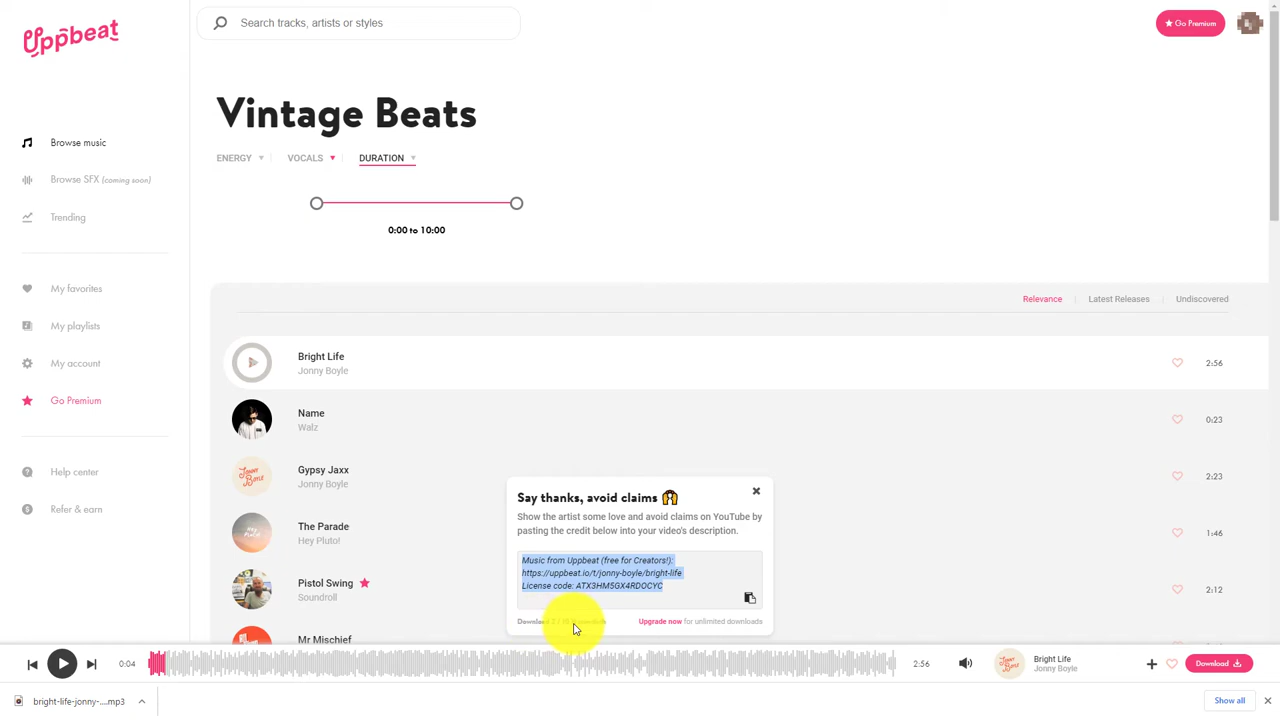 Uppbeat
Search tracks, artists or styles
Go Premium
Vintage Beats
Browse music
ENERGY
VOCALS
DURATION
Browse SFX (coming soon)
Trending
0:00 to 10:00
My favorites
Relevance
Latest Releases
Undiscovered
My playlists
Bright Life
Jonny Boyle
2:56
My account
Go Premium
Name
Walz
0:23
Help center
Gypsy Jaxx
Jonny Boyle
2:23
Refer & earn
The Parade
Hey Pluto!
1:46
Pistol Swing
Soundroll
2:12
Mr Mischief
Say thanks, avoid claims
Show the artist some love and avoid claims on YouTube by
pasting the credit below into your video's description.
Music from Uppbeat (free for Creators!):
https://uppbeat.io/t/jonny-boyle/bright-life
License code: ATX3HM5GX4RDOCYC
Download
Upgrade now for unlimited downloads
0:04
2:56
Bright Life
Jonny Boyle
Download
bright-life-jonny-....mp3
Show all